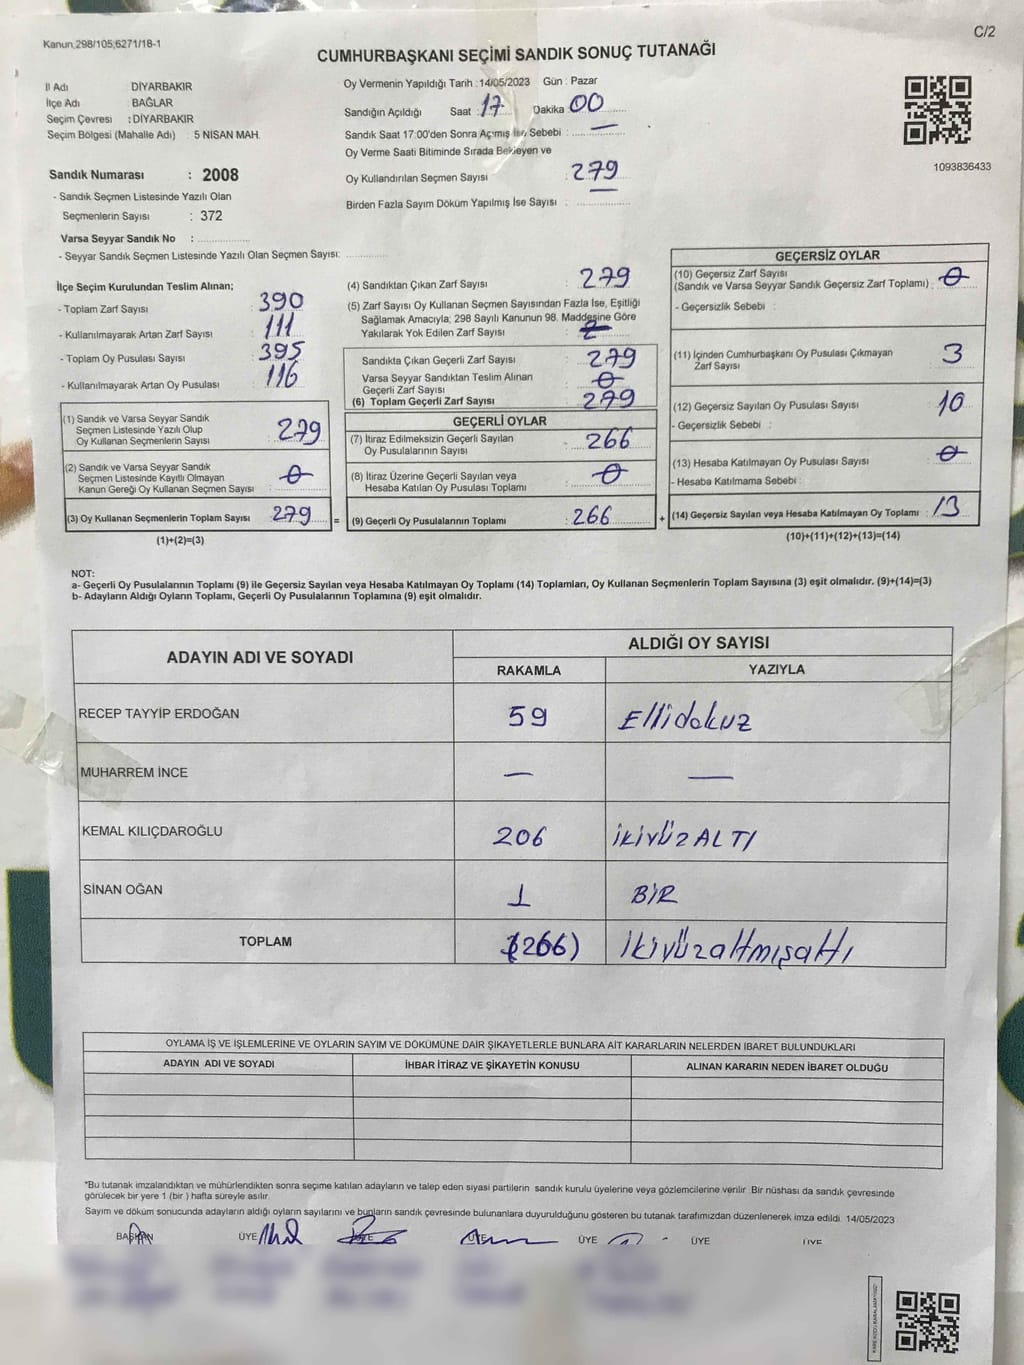 Kanun;298/105;6271/18-1
C/2
CUMHURBAŞKANI SEÇİMİ SANDIK SONUÇ TUTANAĞI
İl Adı DİYARBAKIR
İlçe Adı BAĞLAR
Seçim Çevresi : DİYARBAKIR
Seçim Bölgesi (Mahalle Adı) : 5 NİSAN MAH.
Sandık Numarası : 2008
- Sandık Seçmen Listesinde Yazılı Olan
Seçmenlerin Sayısı : 372
Varsa Seyyar Sandık No :
- Seyyar Sandık Seçmen Listesinde Yazılı Olan Seçmen Sayısı:
Oy Vermenin Yapıldığı Tarih : 14/05/2023 Gün : Pazar
Sandığın Açıldığı Saat : 17 Dakika : 00
Sandık Saat 17:00'den Sonra Açmış İse, Sebebi : —
Oy Verme Saati Bitiminde Sırada Bekleyen ve
Oy Kullandırılan Seçmen Sayısı : 279
Birden Fazla Sayım Döküm Yapılmış İse Sayısı : —
1093836433
İlçe Seçim Kurulundan Teslim Alınan;
- Toplam Zarf Sayısı : 390
- Kullanılmayarak Artan Zarf Sayısı : 111
- Toplam Oy Pusulası Sayısı : 395
- Kullanılmayarak Artan Oy Pusulası : 116
(1) Sandık ve Varsa Seyyar Sandık
Seçmen Listesinde Yazılı Olup
Oy Kullanan Seçmenlerin Sayısı : 279
(2) Sandık ve Varsa Seyyar Sandık
Seçmen Listesinde Kayıtlı Olmayan
Kanun Gereği Oy Kullanan Seçmen Sayısı : 0
(3) Oy Kullanan Seçmenlerin Toplam Sayısı : 279 =
(1)+(2)=(3)
(4) Sandıktan Çıkan Zarf Sayısı : 279
(5) Zarf Sayısı Oy Kullanan Seçmen Sayısından Fazla İse, Eşitliği
Sağlamak Amacıyla; 298 Sayılı Kanunun 98. Maddesine Göre
Yakılarak Yok Edilen Zarf Sayısı :
Sandıkta Çıkan Geçerli Zarf Sayısı : 279
Varsa Seyyar Sandıktan Teslim Alınan
Geçerli Zarf Sayısı : 0
(6) Toplam Geçerli Zarf Sayısı : 279
GEÇERLİ OYLAR
(7) İtiraz Edilmeksizin Geçerli Sayılan
Oy Pusulalarının Sayısı : 266
(8) İtiraz Üzerine Geçerli Sayılan veya
Hesaba Katılan Oy Pusulası Toplamı : 0
(9) Geçerli Oy Pusulalarının Toplamı : 266 +
GEÇERSİZ OYLAR
(10) Geçersiz Zarf Sayısı
(Sandık ve Varsa Seyyar Sandık Geçersiz Zarf Toplamı) : 0
- Geçersizlik Sebebi :
(11) İçinden Cumhurbaşkanı Oy Pusulası Çıkmayan
Zarf Sayısı : 3
(12) Geçersiz Sayılan Oy Pusulası Sayısı : 10
- Geçersizlik Sebebi :
(13) Hesaba Katılmayan Oy Pusulası Sayısı : 0
- Hesaba Katılmama Sebebi :
(14) Geçersiz Sayılan veya Hesaba Katılmayan Oy Toplamı : 13
(10)+(11)+(12)+(13)=(14)
NOT:
a- Geçerli Oy Pusulalarının Toplamı (9) ile Geçersiz Sayılan veya Hesaba Katılmayan Oy Toplamı (14) Toplamları, Oy Kullanan Seçmenlerin Toplam Sayısına (3) eşit olmalıdır. (9)+(14)=(3)
b- Adayların Aldığı Oyların Toplamı, Geçerli Oy Pusulalarının Toplamına (9) eşit olmalıdır.
ADAYIN ADI VE SOYADI ALDIĞI OY SAYISI
RAKAMLA YAZIYLA
RECEP TAYYİP ERDOĞAN 59 Ellidokuz
MUHARREM İNCE — —
KEMAL KILIÇDAROĞLU 206 İKİYÜZ ALTI
SİNAN OĞAN 1 BİR
TOPLAM (266) İkiyüzaltmışaltı
OYLAMA İŞ VE İŞLEMLERİNE VE OYLARIN SAYIM VE DÖKÜMÜNE DAİR ŞİKAYETLERLE BUNLARA AİT KARARLARIN NELERDEN İBARET BULUNDUKLARI
ADAYIN ADI VE SOYADI İHBAR İTİRAZ VE ŞİKAYETİN KONUSU ALINAN KARARIN NEDEN İBARET OLDUĞU
*Bu tutanak imzalandıktan ve mühürlendikten sonra seçime katılan adayların ve talep eden siyasi partilerin sandık kurulu üyelerine veya gözlemcilerine verilir. Bir nüshası da sandık çevresinde
görülecek bir yere 1 (bir ) hafta süreyle asılır.
Sayım ve döküm sonucunda adayların aldığı oyların sayılarını ve bunların sandık çevresinde bulunanlara duyurulduğunu gösteren bu tutanak tarafımızdan düzenlenerek imza edildi. 14/05/2023
BAŞKAN ÜYE ÜYE ÜYE ÜYE ÜYE ÜYE